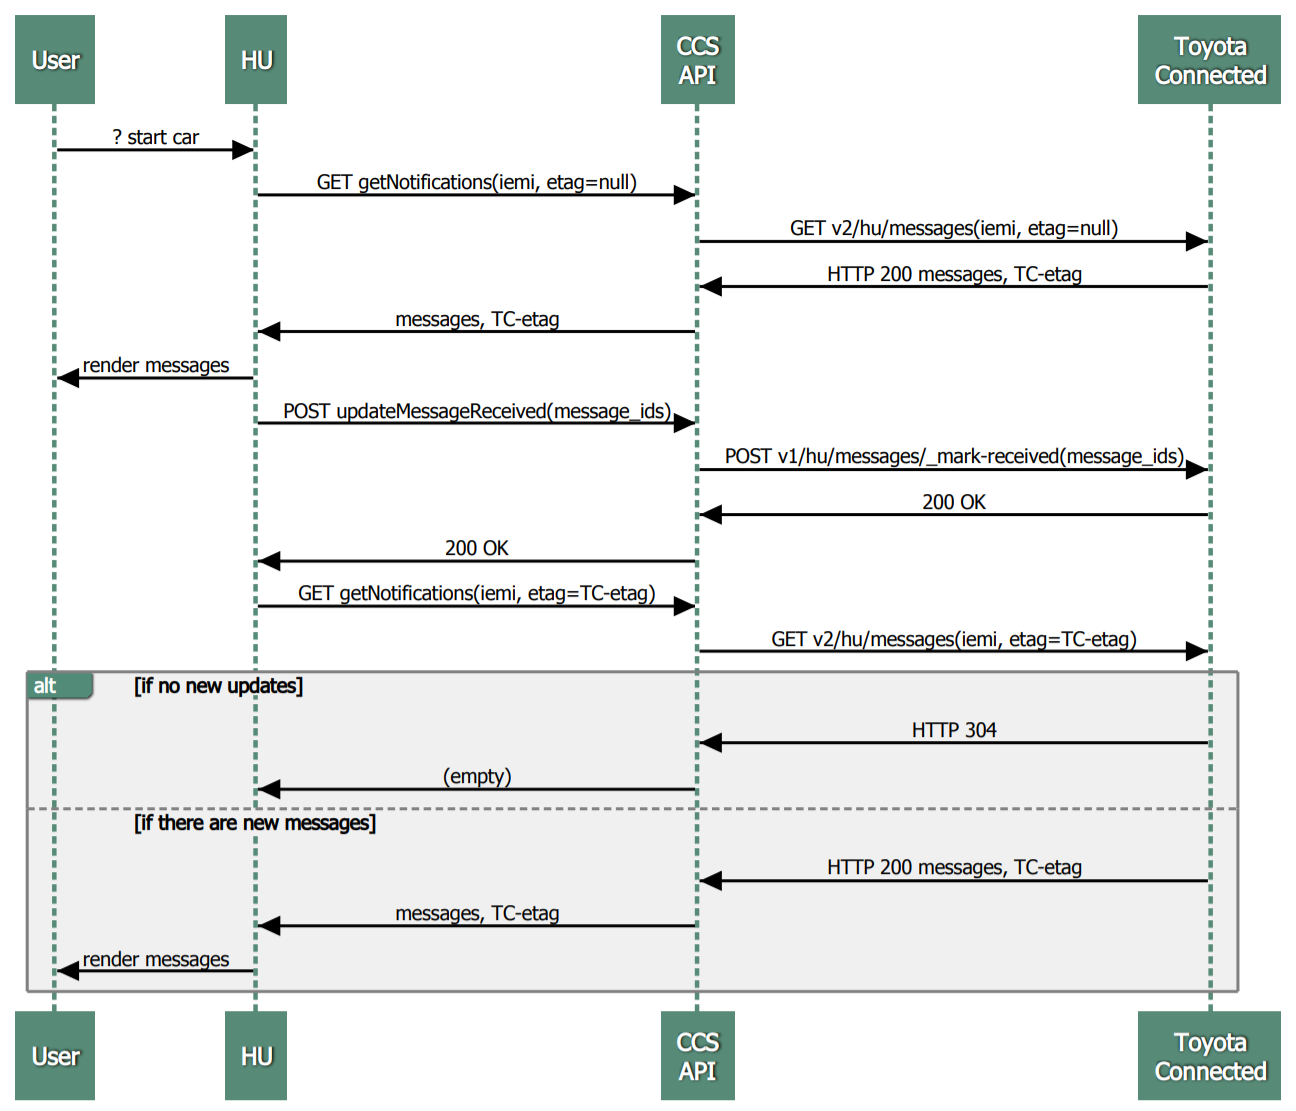 User
HU
CCS
API
Toyota
Connected
? start car
GET getNotifications(iemi, etag=null)
GET v2/hu/messages(iemi, etag=null)
HTTP 200 messages, TC-etag
messages, TC-etag
render messages
POST updateMessageReceived(message_ids)
POST v1/hu/messages/_mark-received(message_ids)
200 OK
200 OK
GET getNotifications(iemi, etag=TC-etag)
GET v2/hu/messages(iemi, etag=TC-etag)
alt
[if no new updates]
HTTP 304
(empty)
[if there are new messages]
HTTP 200 messages, TC-etag
messages, TC-etag
render messages
User
HU
CCS
API
Toyota
Connected